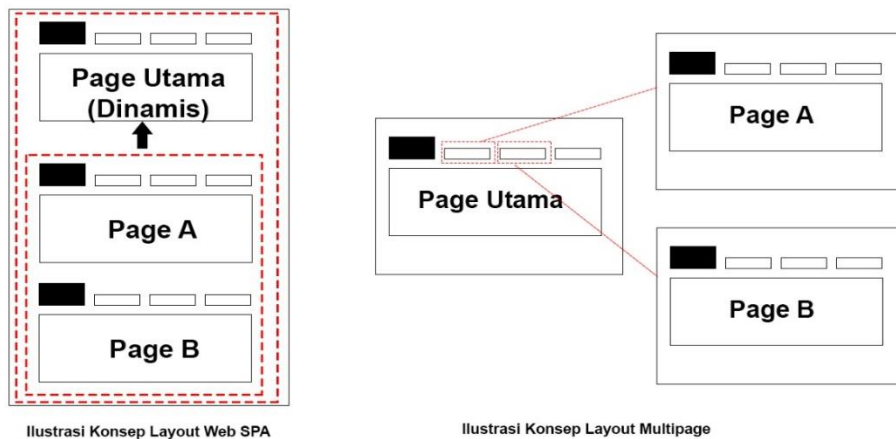 Page Utama
(Dinamis)
Page A
Page B
Ilustrasi Konsep Layout Web SPA
Page Utama
Page A
Page B
Ilustrasi Konsep Layout Multipage